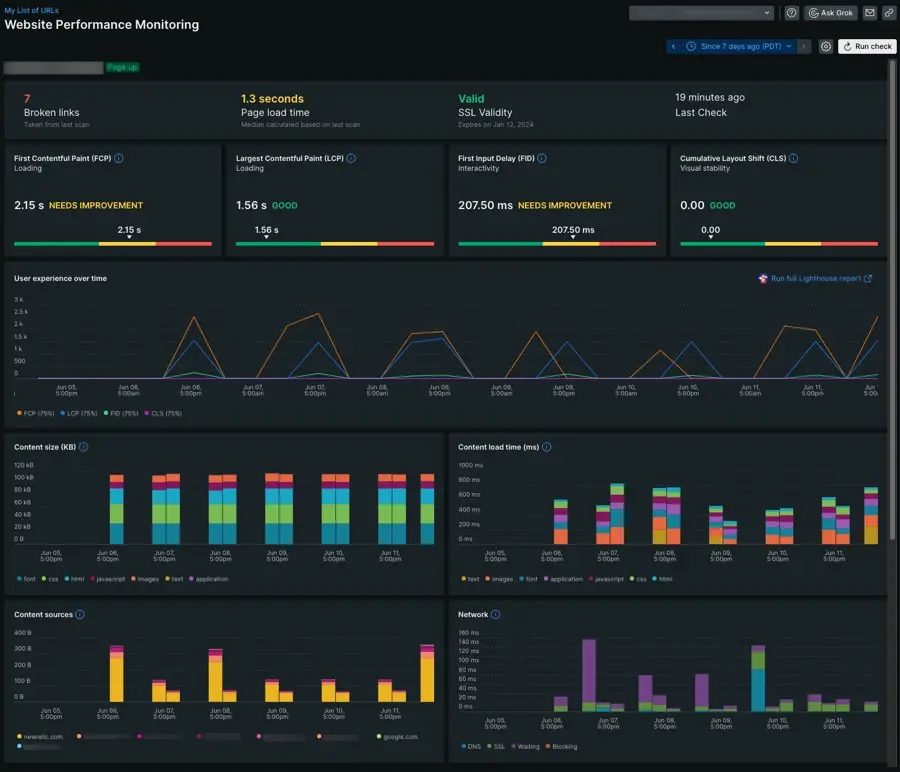 My List of URLs
Website Performance Monitoring
Ask Grok
Since 7 days ago (PDT)
Run check
Page up
7
Broken links
Taken from last scan
1.3 seconds
Page load time
Median calculated based on last scan
Valid
SSL Validity
Expires on Jan 12, 2024
19 minutes ago
Last Check
First Contentful Paint (FCP)
Loading
2.15 s NEEDS IMPROVEMENT
2.15 s
Largest Contentful Paint (LCP)
Loading
1.56 s GOOD
1.56 s
First Input Delay (FID)
Interactivity
207.50 ms NEEDS IMPROVEMENT
207.50 ms
Cumulative Layout Shift (CLS)
Visual stability
0.00 GOOD
0.00
User experience over time
Run full Lighthouse report
3 k
2.5 k
2 k
1.5 k
1 k
500
0
Jun 05, Jun 06, Jun 06, Jun 07, Jun 07, Jun 08, Jun 08, Jun 09, Jun 09, Jun 10, Jun 10, Jun 11, Jun 11, Jun
5:00pm 5:00am 5:00pm 5:00am 5:00pm 5:00am 5:00pm 5:00am 5:00pm 5:00am 5:00pm 5:00am 5:00pm 5:00
FCP (75%) LCP (75%) FID (75%) CLS (75%)
Content size (KB)
120 kB
100 kB
80 kB
60 kB
40 kB
20 kB
0 B
Jun 05, Jun 06, Jun 07, Jun 08, Jun 09, Jun 10, Jun 11,
5:00pm 5:00pm 5:00pm 5:00pm 5:00pm 5:00pm 5:00pm
font css html javascript images text application
Content load time (ms)
1000 ms
800 ms
600 ms
400 ms
200 ms
0 ms
Jun 05, Jun 06, Jun 07, Jun 08, Jun 09, Jun 10, Jun 11,
5:00pm 5:00pm 5:00pm 5:00pm 5:00pm 5:00pm 5:00pm
text images font application javascript css html
Content sources
400 B
300 B
200 B
100 B
0 B
Jun 05, Jun 06, Jun 07, Jun 08, Jun 09, Jun 10, Jun 11,
5:00pm 5:00pm 5:00pm 5:00pm 5:00pm 5:00pm 5:00pm
newrelic.com google.com
Network
160 ms
140 ms
120 ms
100 ms
80 ms
60 ms
40 ms
20 ms
0 ms
Jun 05, Jun 06, Jun 07, Jun 08, Jun 09, Jun 10, Jun 11,
5:00pm 5:00pm 5:00pm 5:00pm 5:00pm 5:00pm 5:00pm
DNS SSL Waiting Blocking